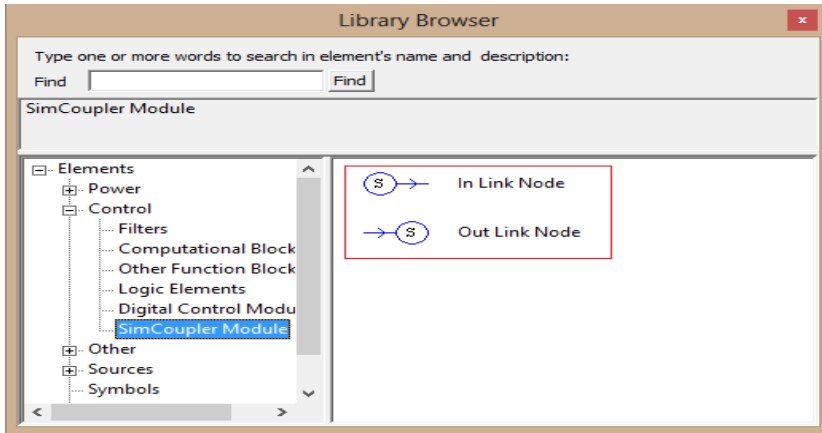 Library Browser
x
Type one or more words to search in element's name and description:
Find Find
SimCoupler Module
Elements
Power
Control
Filters
Computational Block
Other Function Block
Logic Elements
Digital Control Modu
SimCoupler Module
Other
Sources
Symbols
S In Link Node
S Out Link Node